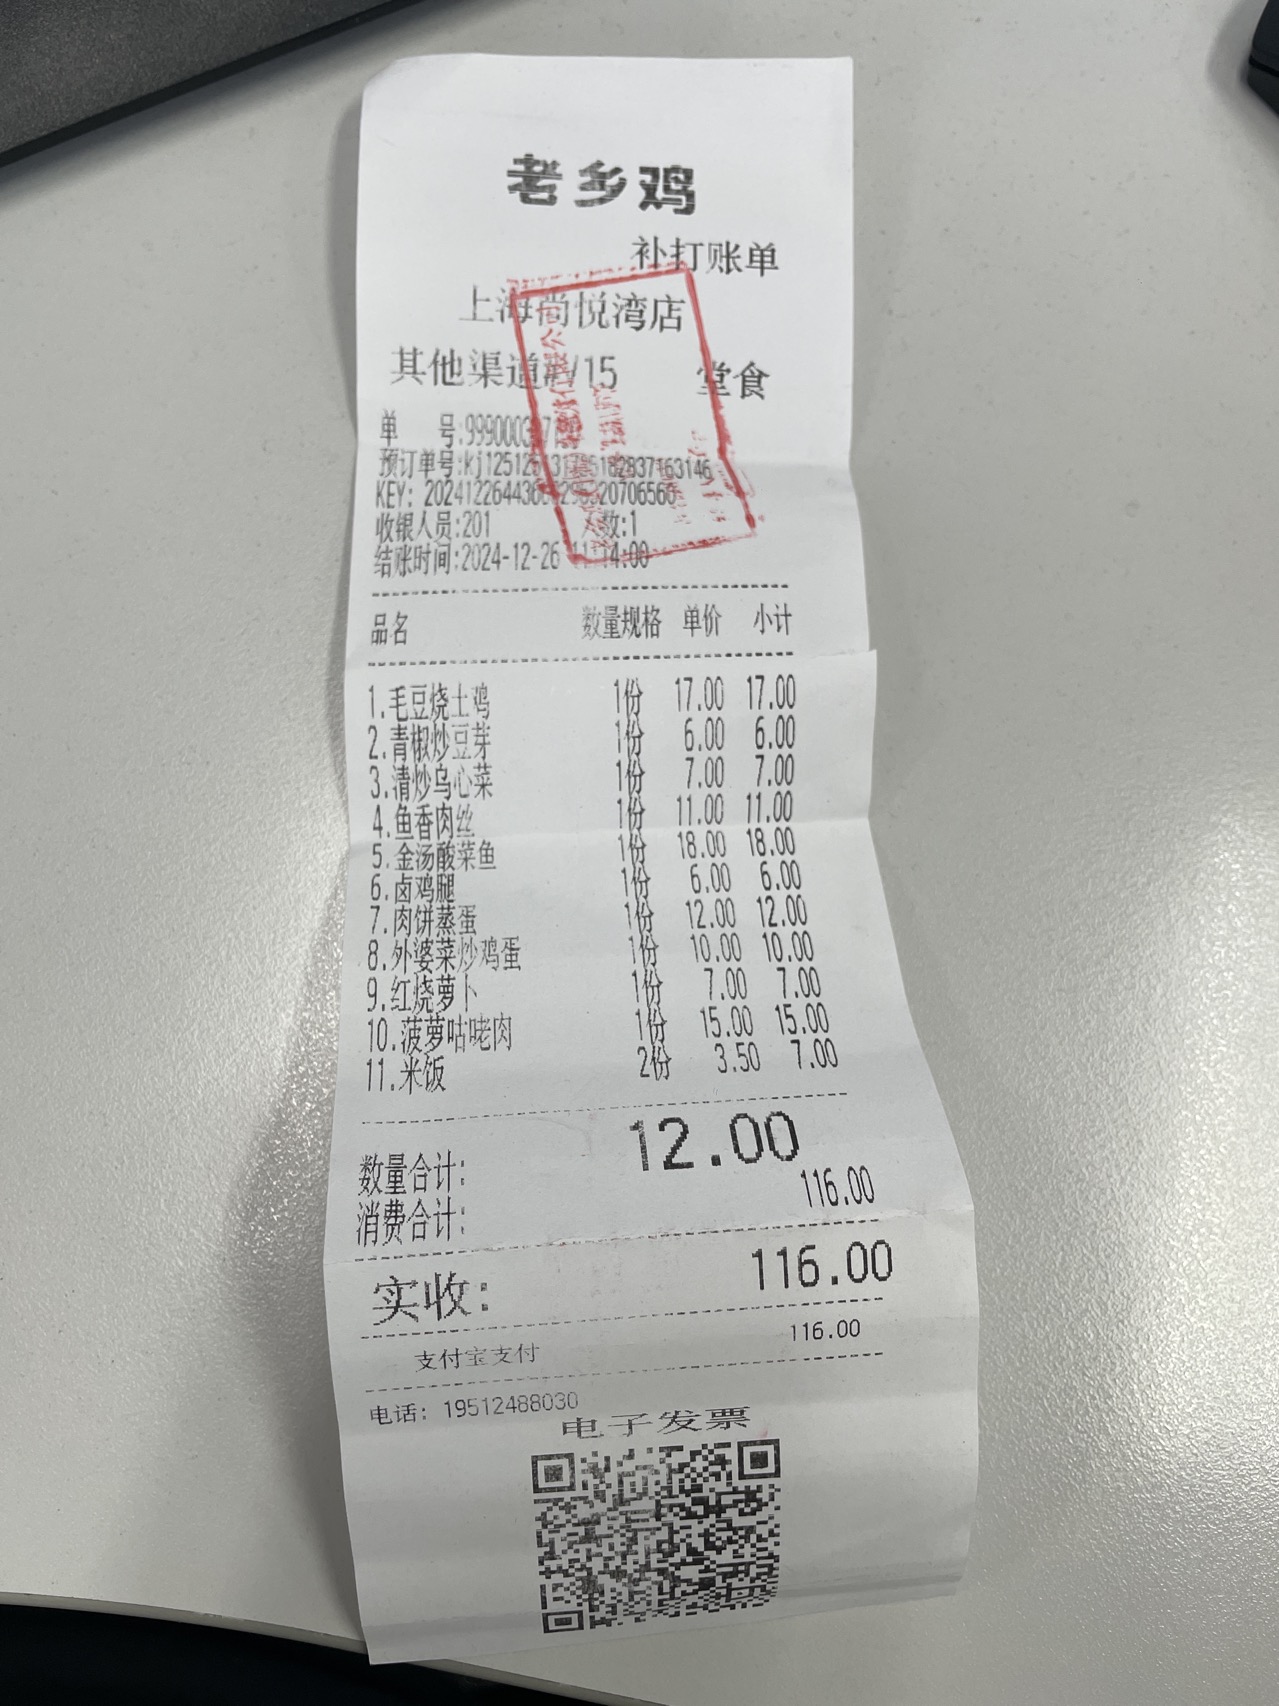 老乡鸡
补打账单
上海尚悦湾店
其他渠道#/15 堂食
单 号:999000
预订单号:
KEY:
收银人员:201 人数:1
结账时间:2024-12-26 11:14:00
品名 数量规格 单价 小计
1.毛豆烧土鸡 1份 17.00 17.00
2.青椒炒豆芽 1份 6.00 6.00
3.清炒乌心菜 1份 7.00 7.00
4.鱼香肉丝 1份 11.00 11.00
5.金汤酸菜鱼 1份 18.00 18.00
6.卤鸡腿 1份 6.00 6.00
7.肉饼蒸蛋 1份 12.00 12.00
8.外婆菜炒鸡蛋 1份 10.00 10.00
9.红烧萝卜 1份 7.00 7.00
10.菠萝咕咾肉 1份 15.00 15.00
11.米饭 2份 3.50 7.00
数量合计: 12.00
消费合计: 116.00
实收: 116.00
支付宝支付 116.00
电话: 19512488030
电子发票